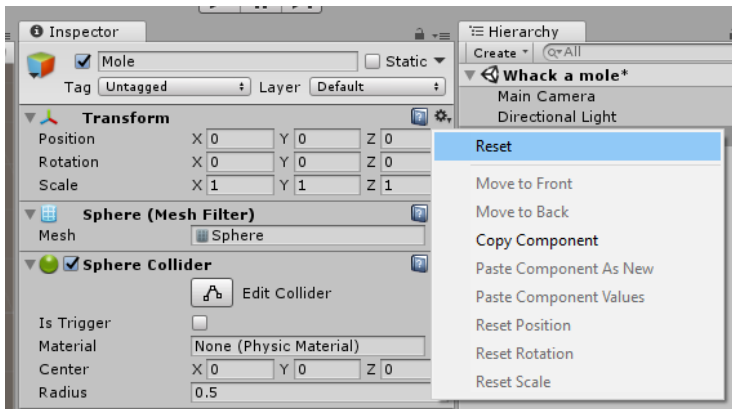 Inspector
Mole Static
Tag Untagged Layer Default
Transform
Position X 0 Y 0 Z 0
Rotation X 0 Y 0 Z 0
Scale X 1 Y 1 Z 1
Sphere (Mesh Filter)
Mesh Sphere
Sphere Collider
Edit Collider
Is Trigger
Material None (Physic Material)
Center X 0 Y 0 Z 0
Radius 0.5
Hierarchy
Create All
Whack a mole*
Main Camera
Directional Light
Reset
Move to Front
Move to Back
Copy Component
Paste Component As New
Paste Component Values
Reset Position
Reset Rotation
Reset Scale